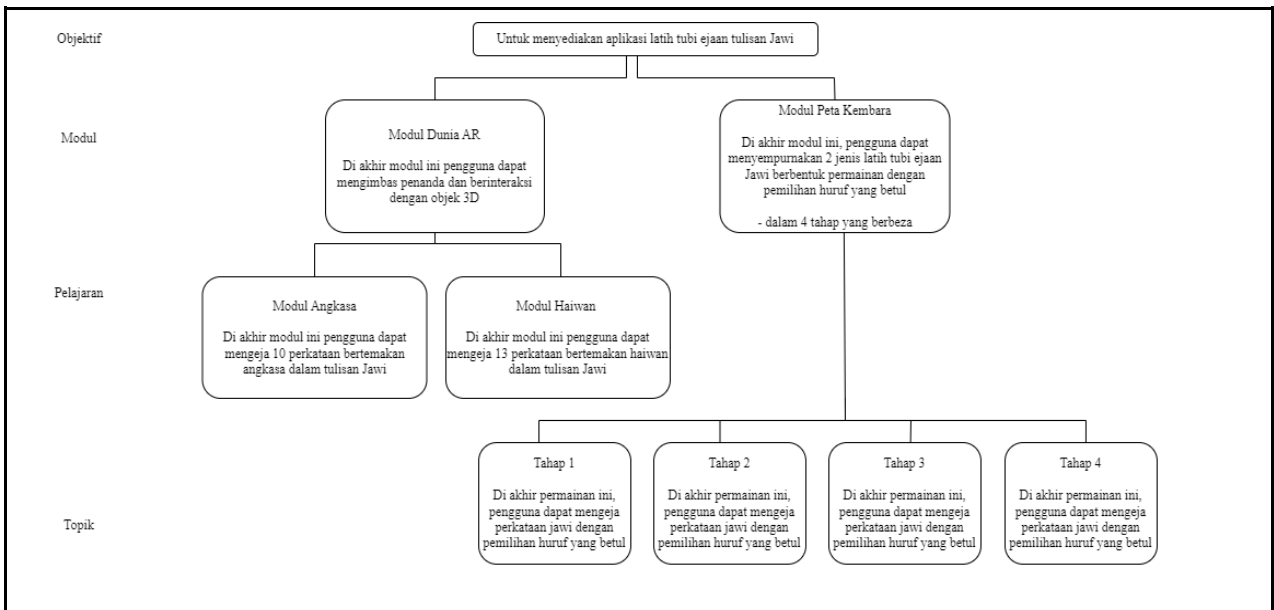 Objektif
Untuk menyediakan aplikasi latih tubi ejaan tulisan Jawi
Modul
Modul Dunia AR
Di akhir modul ini pengguna dapat
mengimbas penanda dan berinteraksi
dengan objek 3D
Modul Peta Kembara
Di akhir modul ini, pengguna dapat
menyempurnakan 2 jenis latih tubi ejaan
Jawi berbentuk permainan dengan
pemilihan huruf yang betul
- dalam 4 tahap yang berbeza
Pelajaran
Modul Angkasa
Di akhir modul ini pengguna dapat
mengeja 10 perkataan bertemakan
angkasa dalam tulisan Jawi
Modul Haiwan
Di akhir modul ini pengguna dapat
mengeja 13 perkataan bertemakan haiwan
dalam tulisan Jawi
Topik
Tahap 1
Di akhir permainan ini,
pengguna dapat mengeja
perkataan jawi dengan
pemilihan huruf yang betul
Tahap 2
Di akhir permainan ini,
pengguna dapat mengeja
perkataan jawi dengan
pemilihan huruf yang betul
Tahap 3
Di akhir permainan ini,
pengguna dapat mengeja
perkataan jawi dengan
pemilihan huruf yang betul
Tahap 4
Di akhir permainan ini,
pengguna dapat mengeja
perkataan jawi dengan
pemilihan huruf yang betul